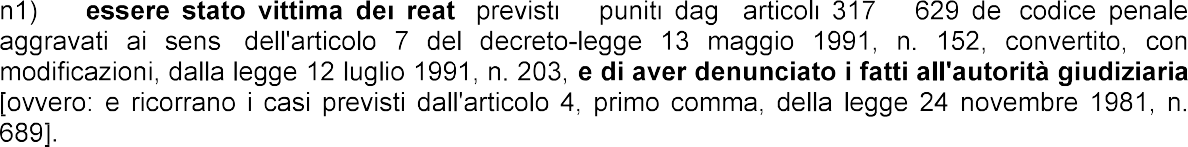 n1) essere stato vittima dei reat previsti puniti dag articoli 317 629 de codice penale
aggravati ai sens dell'articolo 7 del decreto-legge 13 maggio 1991, n. 152, convertito, con
modificazioni, dalla legge 12 luglio 1991, n. 203, e di aver denunciato i fatti all'autorità giudiziaria
[ovvero: e ricorrano i casi previsti dall'articolo 4, primo comma, della legge 24 novembre 1981, n.
689].